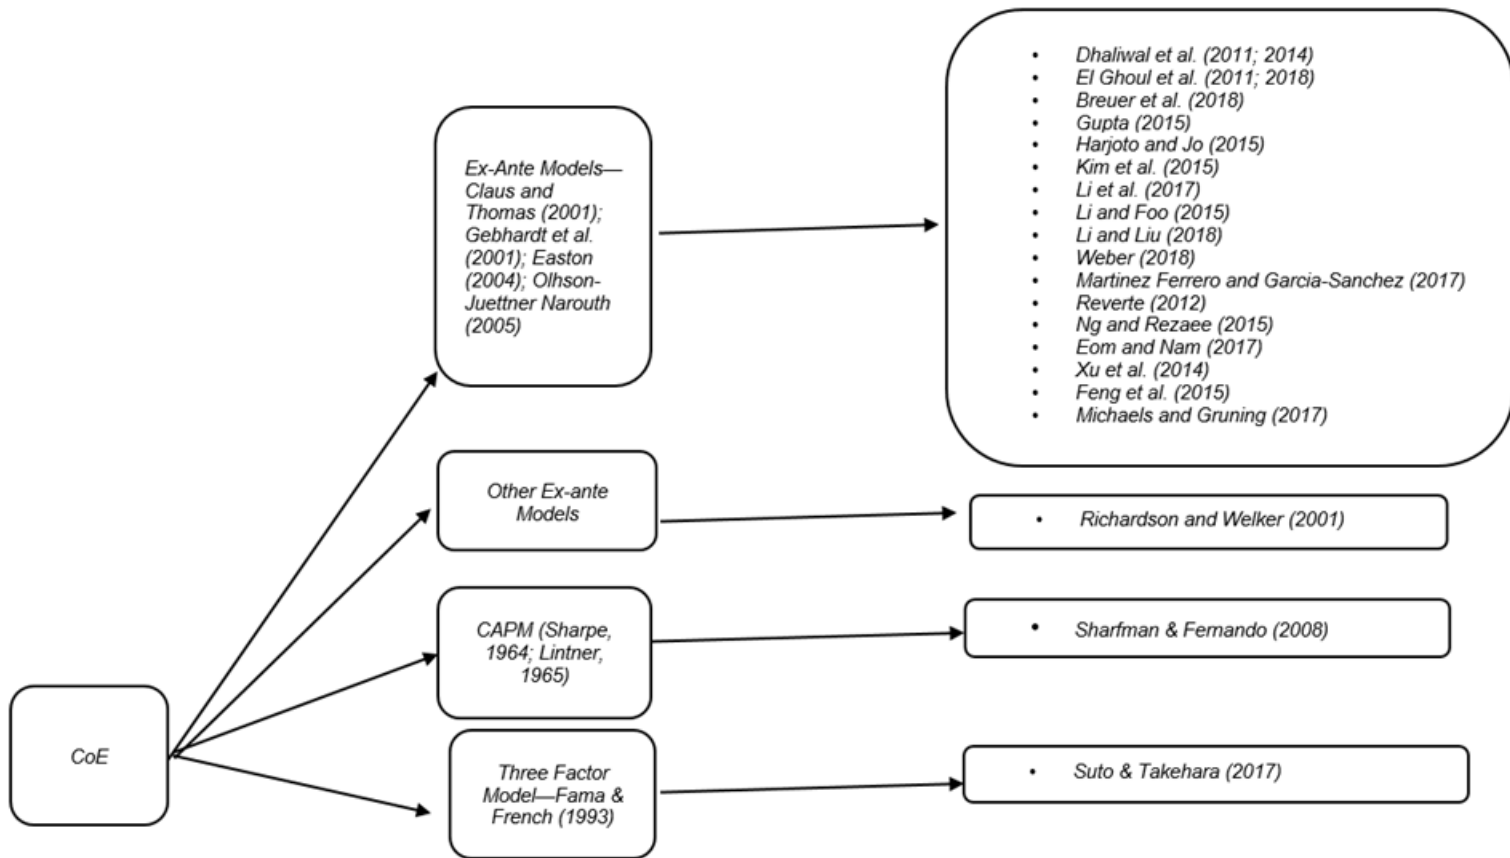 CoE
Ex-Ante Models—
Claus and
Thomas (2001);
Gebhardt et al.
(2001); Easton
(2004); Olhson-
Juettner Narouth
(2005)
• Dhaliwal et al. (2011; 2014)
• El Ghoul et al. (2011; 2018)
• Breuer et al. (2018)
• Gupta (2015)
• Harjoto and Jo (2015)
• Kim et al. (2015)
• Li et al. (2017)
• Li and Foo (2015)
• Li and Liu (2018)
• Weber (2018)
• Martinez Ferrero and Garcia-Sanchez (2017)
• Reverte (2012)
• Ng and Rezaee (2015)
• Eom and Nam (2017)
• Xu et al. (2014)
• Feng et al. (2015)
• Michaels and Gruning (2017)
Other Ex-ante
Models
• Richardson and Welker (2001)
CAPM (Sharpe,
1964; Lintner,
1965)
• Sharfman & Fernando (2008)
Three Factor
Model—Fama &
French (1993)
• Suto & Takehara (2017)